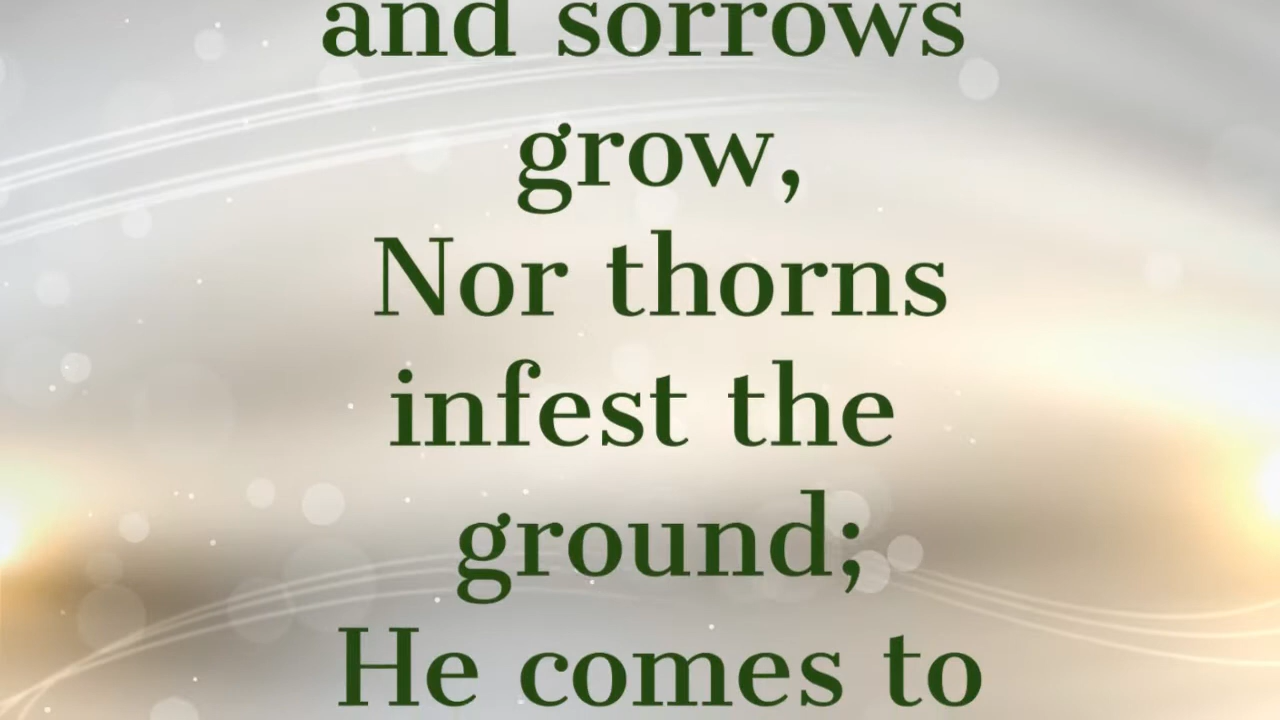 and sorrows
grow,
Nor thorns
infest the
ground;
He comes to